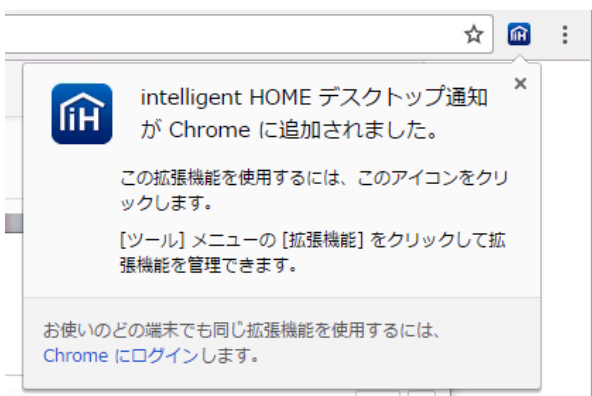 iH
iH
intelligent HOME デスクトップ通知
が Chrome に追加されました。
この拡張機能を使用するには、このアイコンをクリ
ックします。
[ツール] メニューの [拡張機能] をクリックして拡
張機能を管理できます。
お使いのどの端末でも同じ拡張機能を使用するには、
Chrome にログインします。